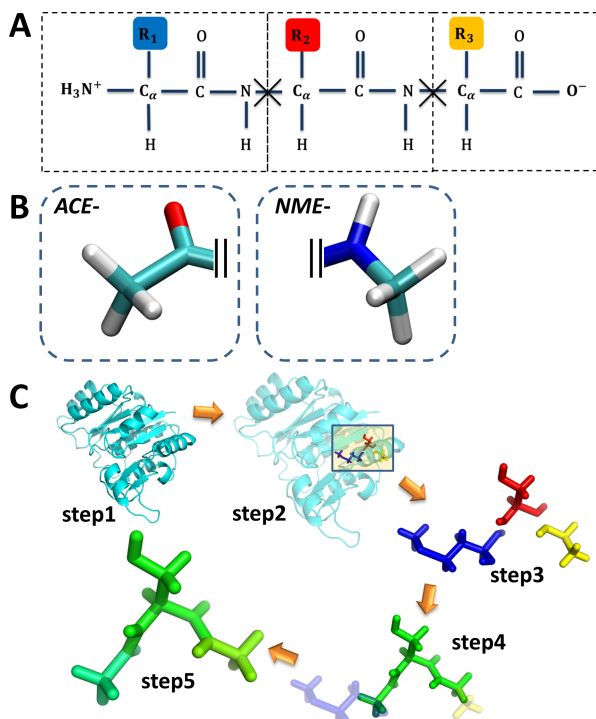 A
R₁ O R₂ O R₃ O
H₃N⁺ Cα C N Cα C N Cα C O⁻
H H H H H
B
ACE- NME-
C
step1
step2
step3
step4
step5